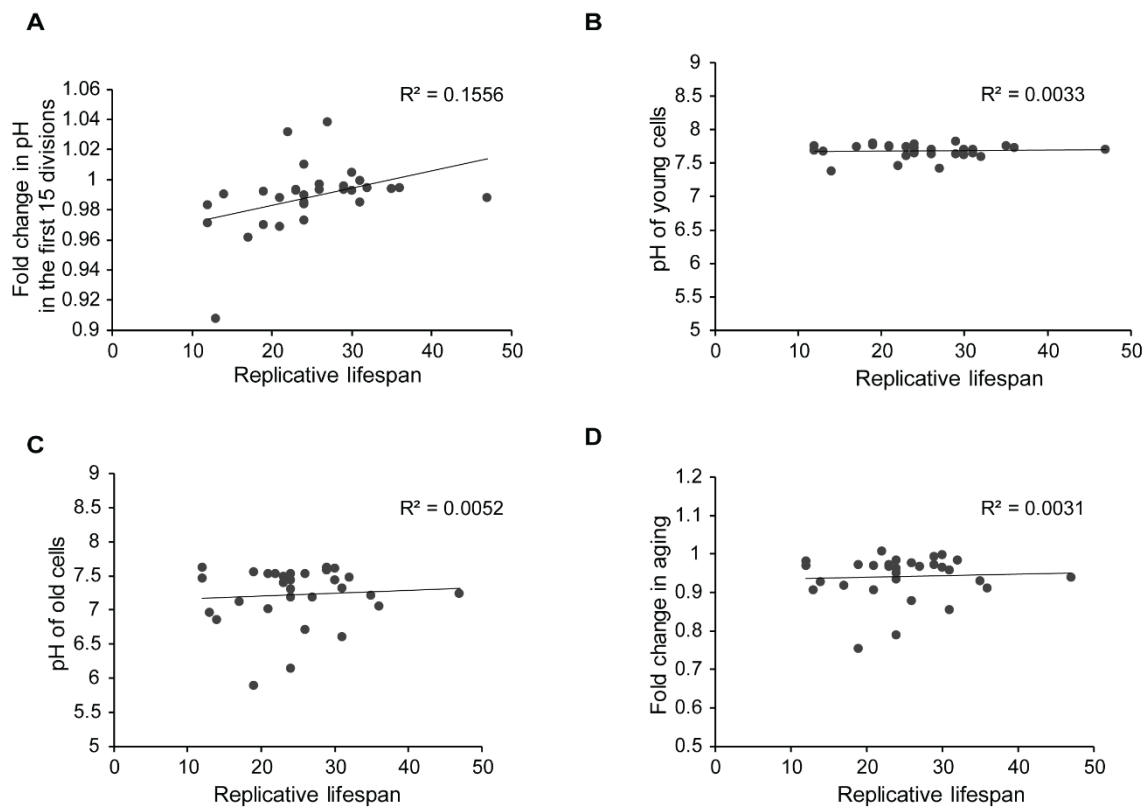 A
R² = 0.1556
Fold change in pH
in the first 15 divisions
1.06
1.04
1.02
1
0.98
0.96
0.94
0.92
0.9
0 10 20 30 40 50
Replicative lifespan
B
R² = 0.0033
pH of young cells
9
8.5
8
7.5
7
6.5
6
5.5
5
0 10 20 30 40 50
Replicative lifespan
C
R² = 0.0052
pH of old cells
9
8.5
8
7.5
7
6.5
6
5.5
5
0 10 20 30 40 50
Replicative lifespan
D
R² = 0.0031
Fold change in aging
1.2
1.1
1
0.9
0.8
0.7
0.6
0.5
0 10 20 30 40 50
Replicative lifespan